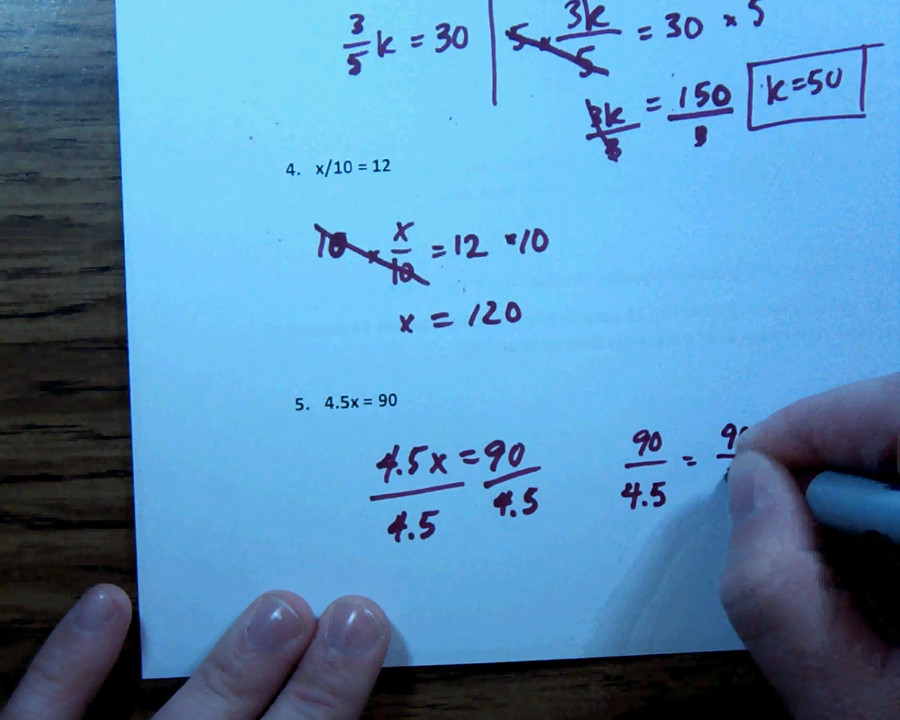 3/5 k = 30
5 × 3k/5 = 30 × 5
3k/3 = 150/3
k=50
4. x/10 = 12
10 × x/10 = 12 × 10
x = 120
5. 4.5x = 90
4.5x/4.5 = 90/4.5
90/4.5 =